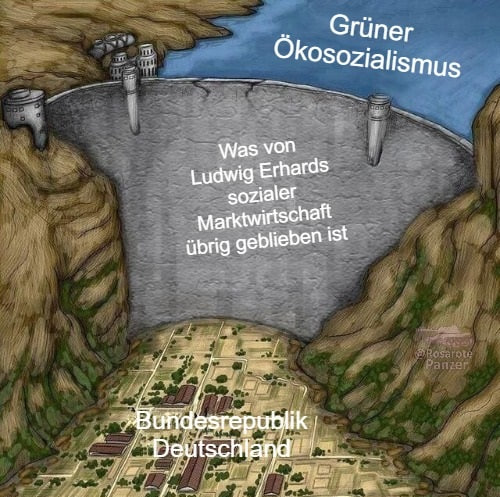 Grüner
Ökosozialismus
Was von
Ludwig Erhards
sozialer
Marktwirtschaft
übrig geblieben ist
@Rosarote
Panzer
Bundesrepublik
Deutschland